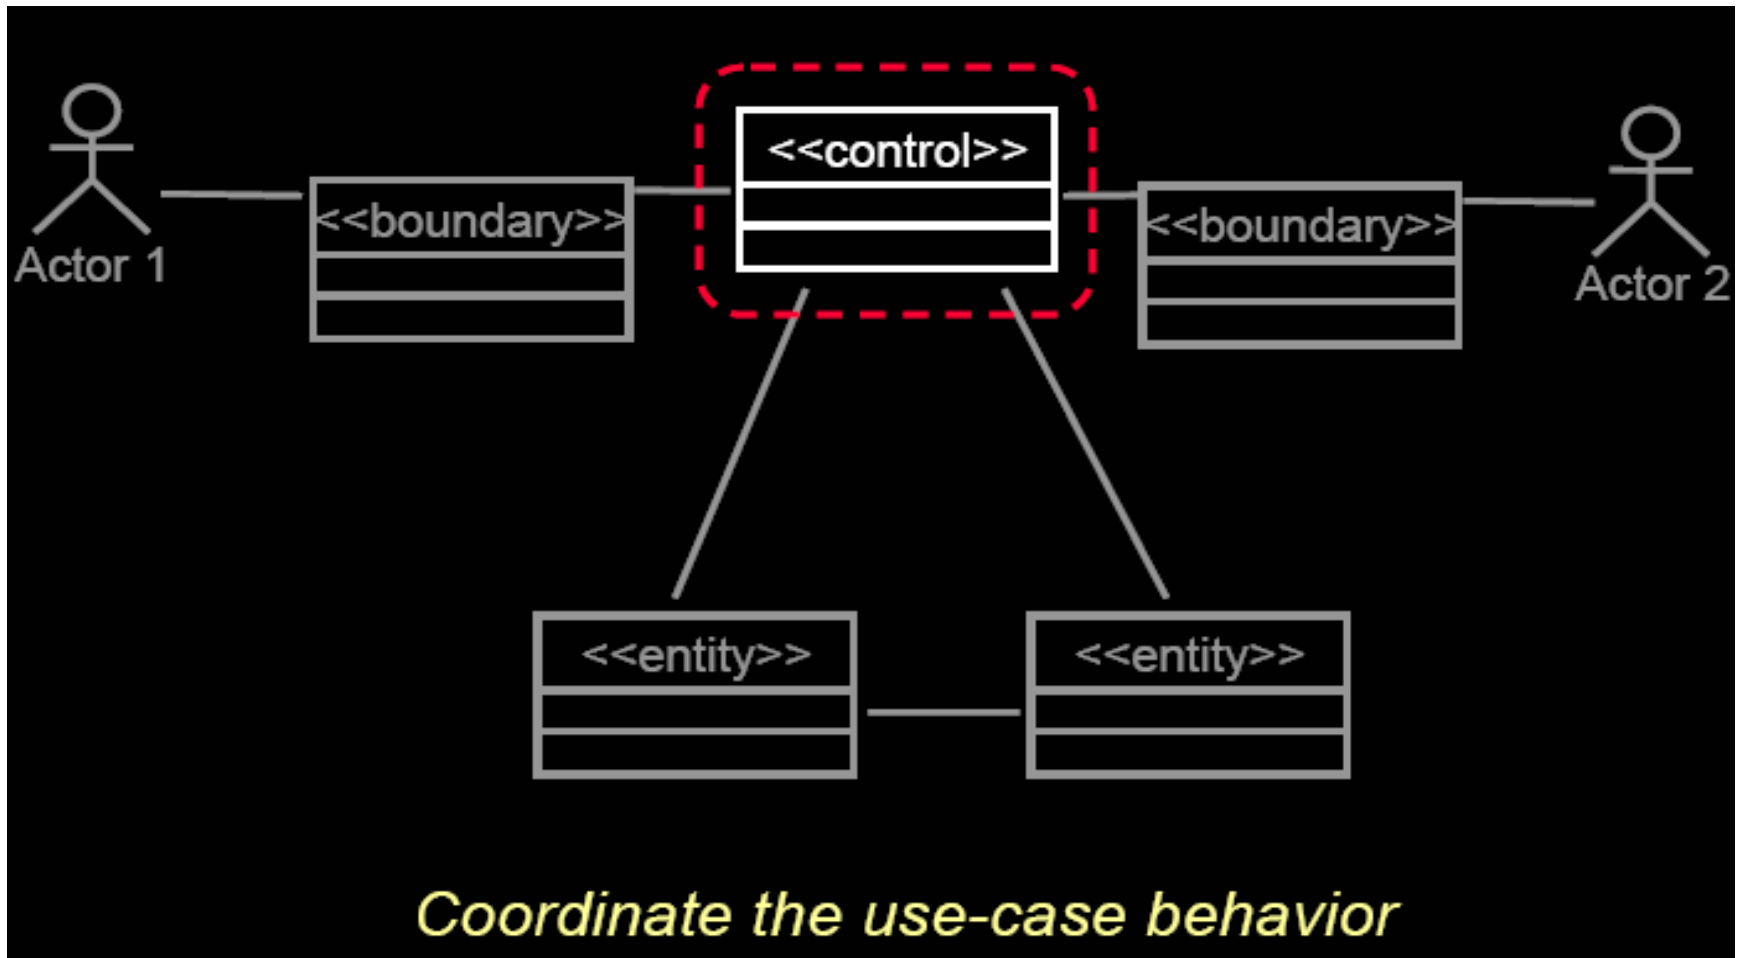 <<control>>
<<boundary>>
<<boundary>>
Actor 1
Actor 2
<<entity>>
<<entity>>
Coordinate the use-case behavior